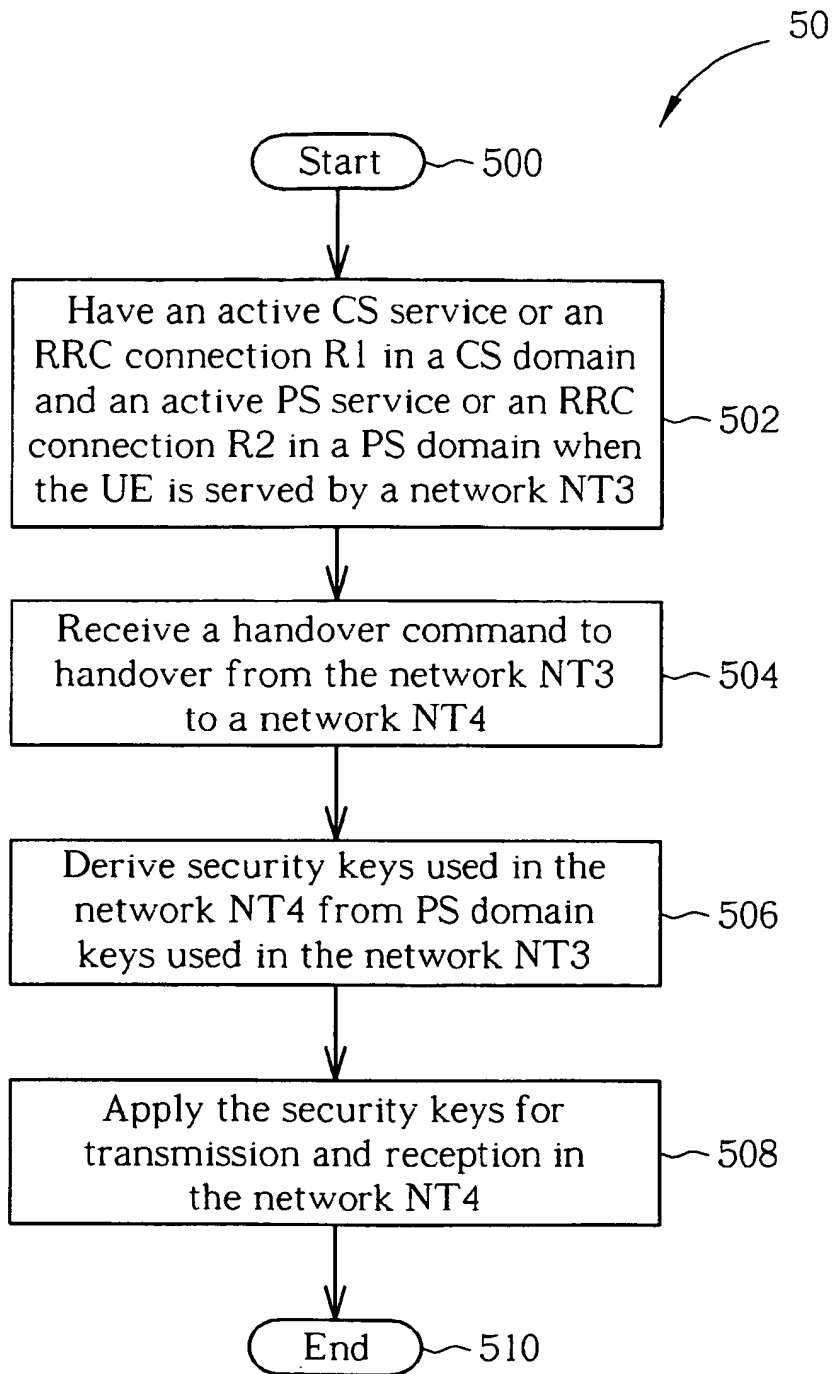 50
Start
500
Have an active CS service or an
RRC connection R1 in a CS domain
and an active PS service or an RRC
connection R2 in a PS domain when
the UE is served by a network NT3
502
Receive a handover command to
handover from the network NT3
to a network NT4
504
Derive security keys used in the
network NT4 from PS domain
keys used in the network NT3
506
Apply the security keys for
transmission and reception in
the network NT4
508
End
510